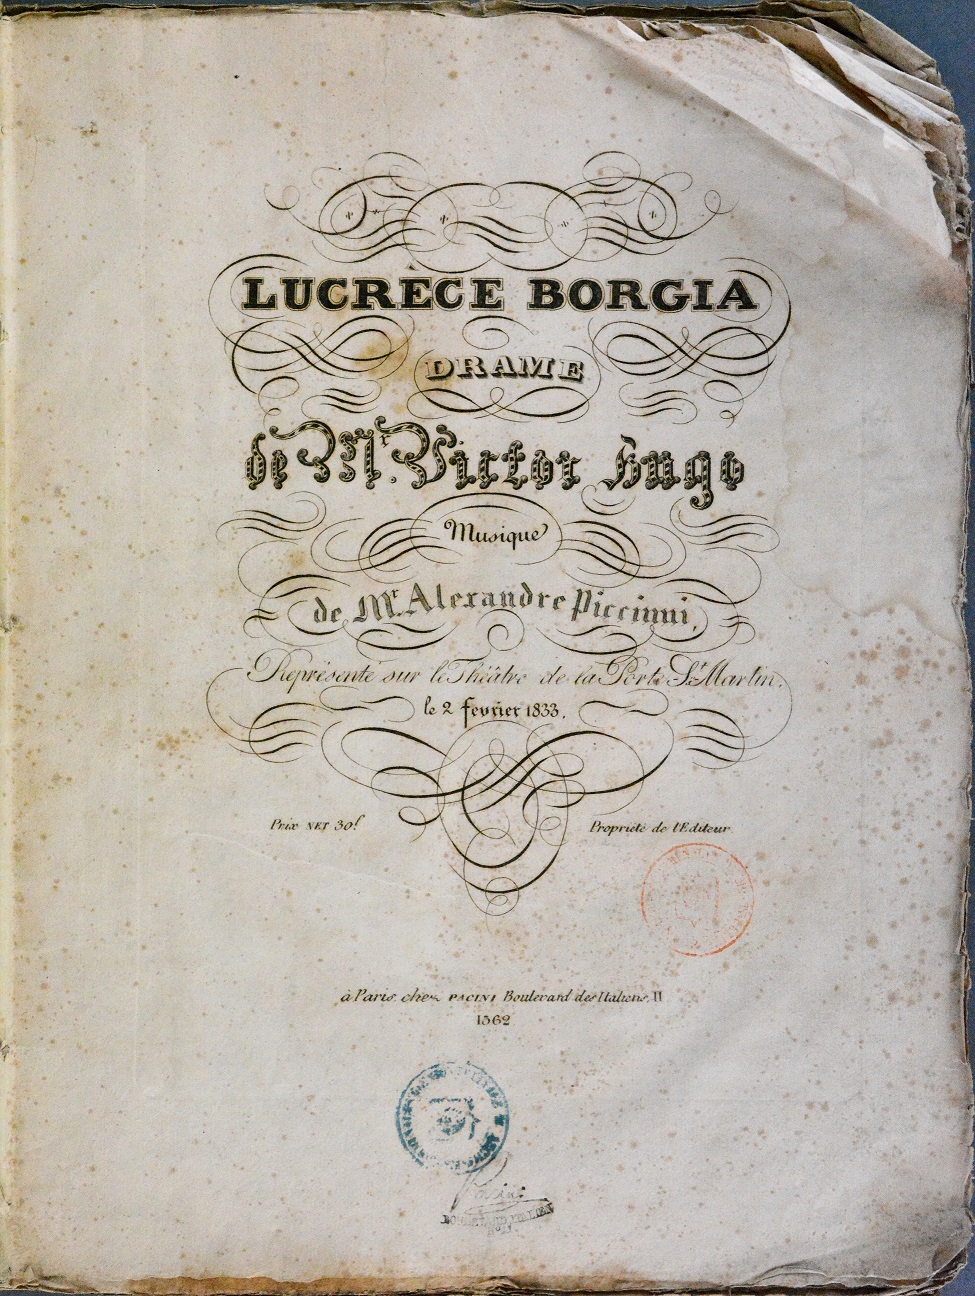 LUCRÈCE BORGIA
DRAME
de Mr. Victor Hugo
Musique
de Mr. Alexandre Piccinni,
Représenté sur le Théâtre de la Porte St. Martin,
le 2 fevrier 1833.
Prix NET 30f
Propriété de l'Editeur
à Paris, chez PACINI Boulevard des Italiens, 11
1362
Pacini